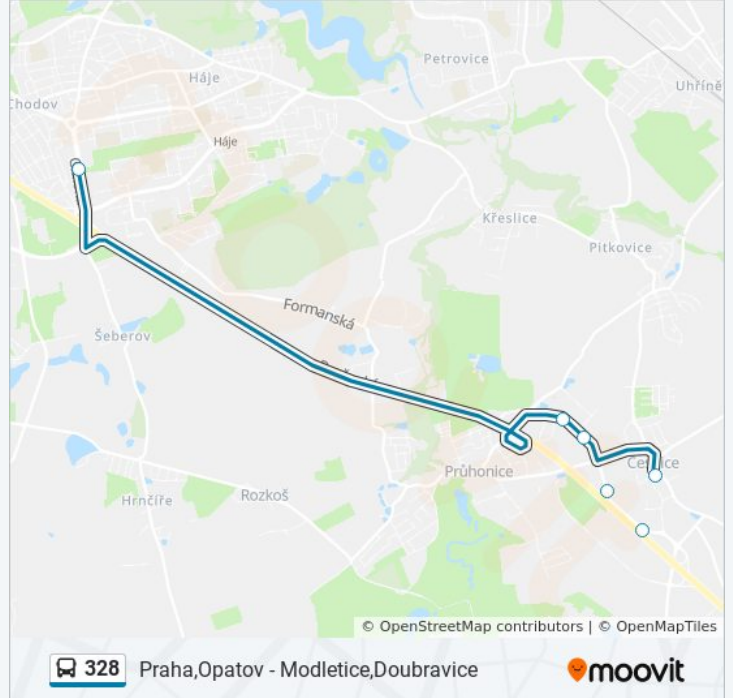 Petrovice
Háje
Uhříně
Chodov
Háje
Křeslice
Pitkovice
Formanská
Šeberov
Čestlice
Průhonice
Rozkoš
Hrnčíře
© OpenStreetMap contributors | © OpenMapTiles
328 Praha,Opatov - Modletice,Doubravice moovit